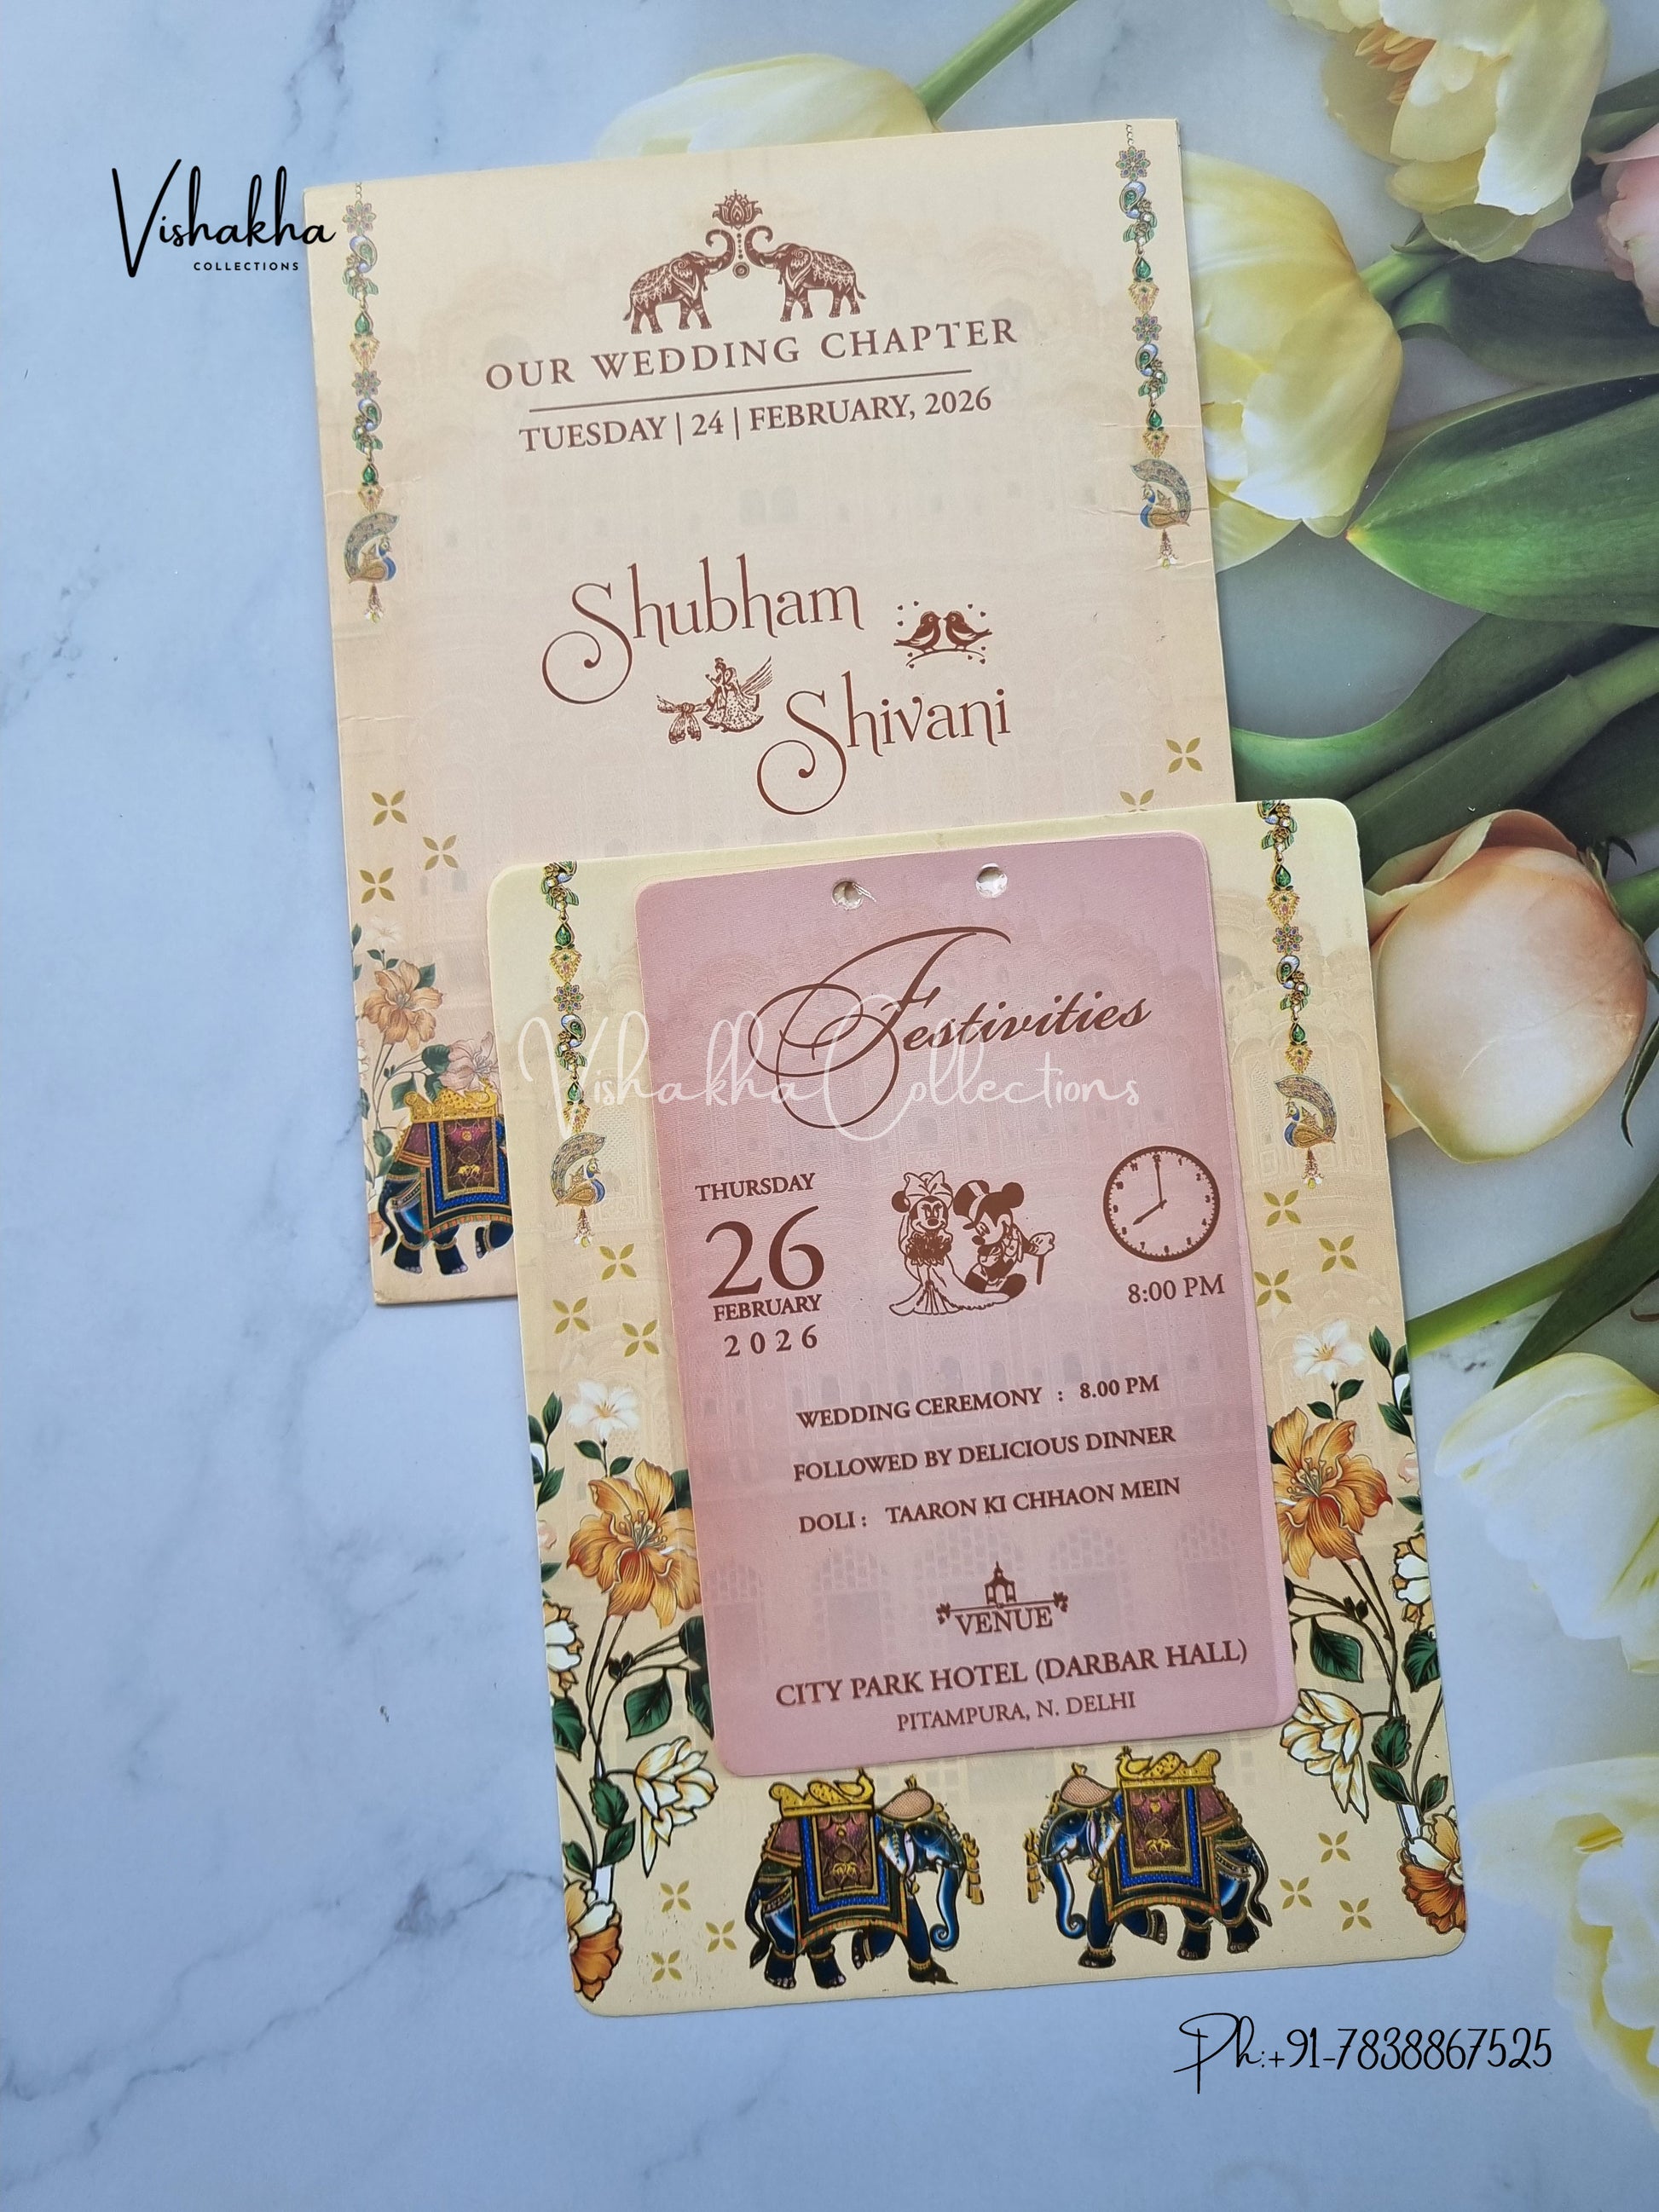 Vishakha
COLLECTIONS
OUR WEDDING CHAPTER
TUESDAY | 24 | FEBRUARY, 2026
Shubham
Shivani
Festivities
Vishakha Collections
THURSDAY
26
FEBRUARY
2026
8:00 PM
WEDDING CEREMONY : 8.00 PM
FOLLOWED BY DELICIOUS DINNER
DOLI : TAARON KI CHHAON MEIN
VENUE
CITY PARK HOTEL (DARBAR HALL)
PITAMPURA, N. DELHI
Ph:+91-7838867525